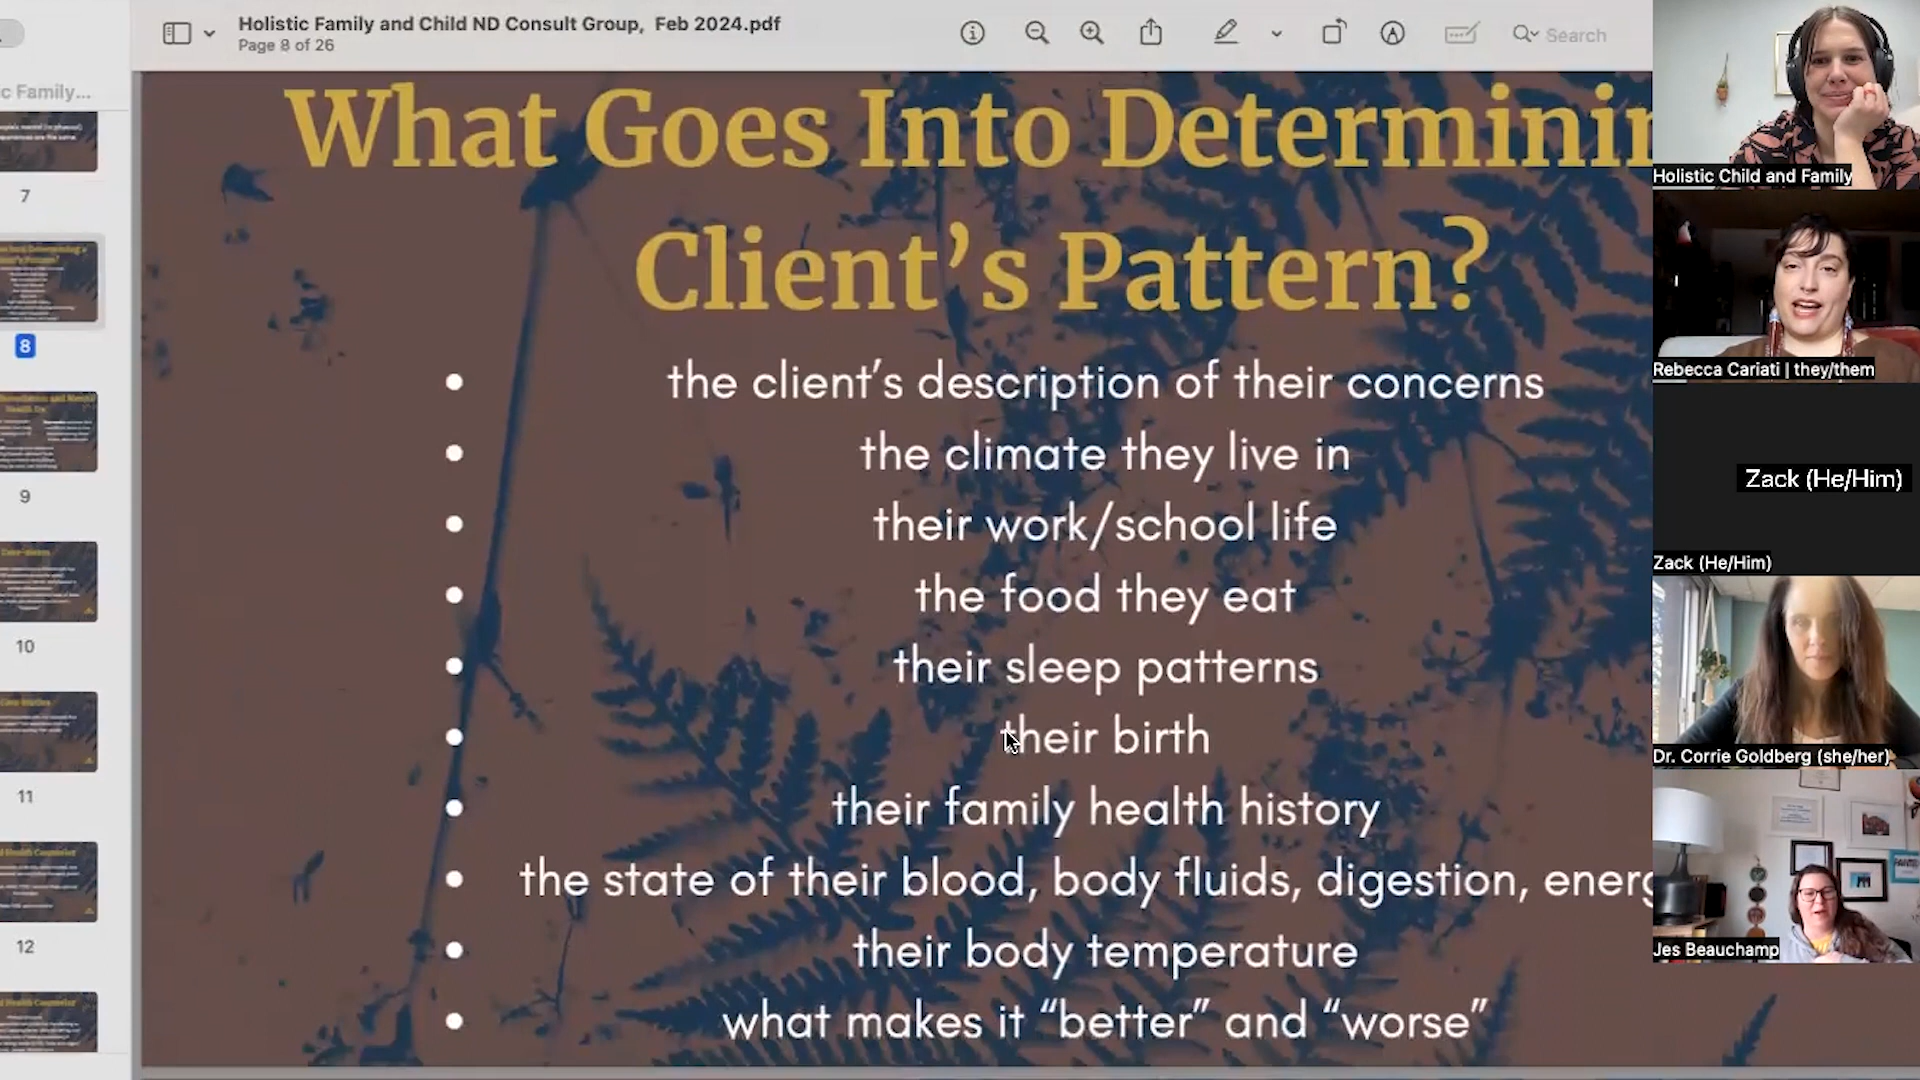 Holistic Family and Child ND Consult Group, Feb 2024.pdf
Page 8 of 26
Search
c Family...
7
8
9
10
11
12
What Goes Into Determinin
Client's Pattern?
• the client's description of their concerns
• the climate they live in
• their work/school life
• the food they eat
• their sleep patterns
• their birth
• their family health history
• the state of their blood, body fluids, digestion, energ
• their body temperature
• what makes it “better” and “worse”
Holistic Child and Family
Rebecca Cariati | they/them
Zack (He/Him)
Zack (He/Him)
Dr. Corrie Goldberg (she/her)
Jes Beauchamp